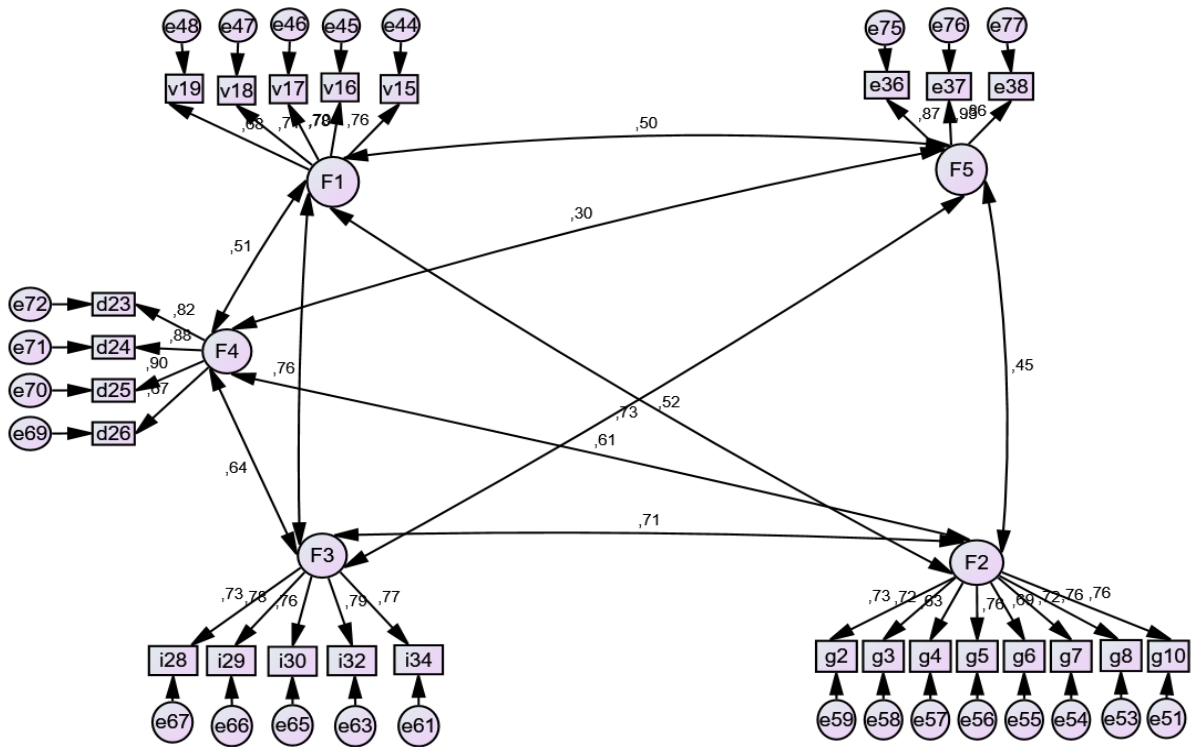 e48 e47 e46 e45 e44
e75 e76 e77
v19 v18 v17 v16 v15
e36 e37 e38
,68 ,76
,87 ,86
,50
F1
F5
,30
,51
e72 d23
,82
e71 d24
,88
F4
,90
e70 d25
,67
e69 d26
,76
,45
,73 ,52
,61
,64
,71
F3
F2
,73 ,78 ,76 ,79 ,77
,73 ,72 ,63 ,76 ,69 ,72 ,76 ,76
i28 i29 i30 i32 i34
g2 g3 g4 g5 g6 g7 g8 g10
e67 e66 e65 e63 e61
e59 e58 e57 e56 e55 e54 e53 e51